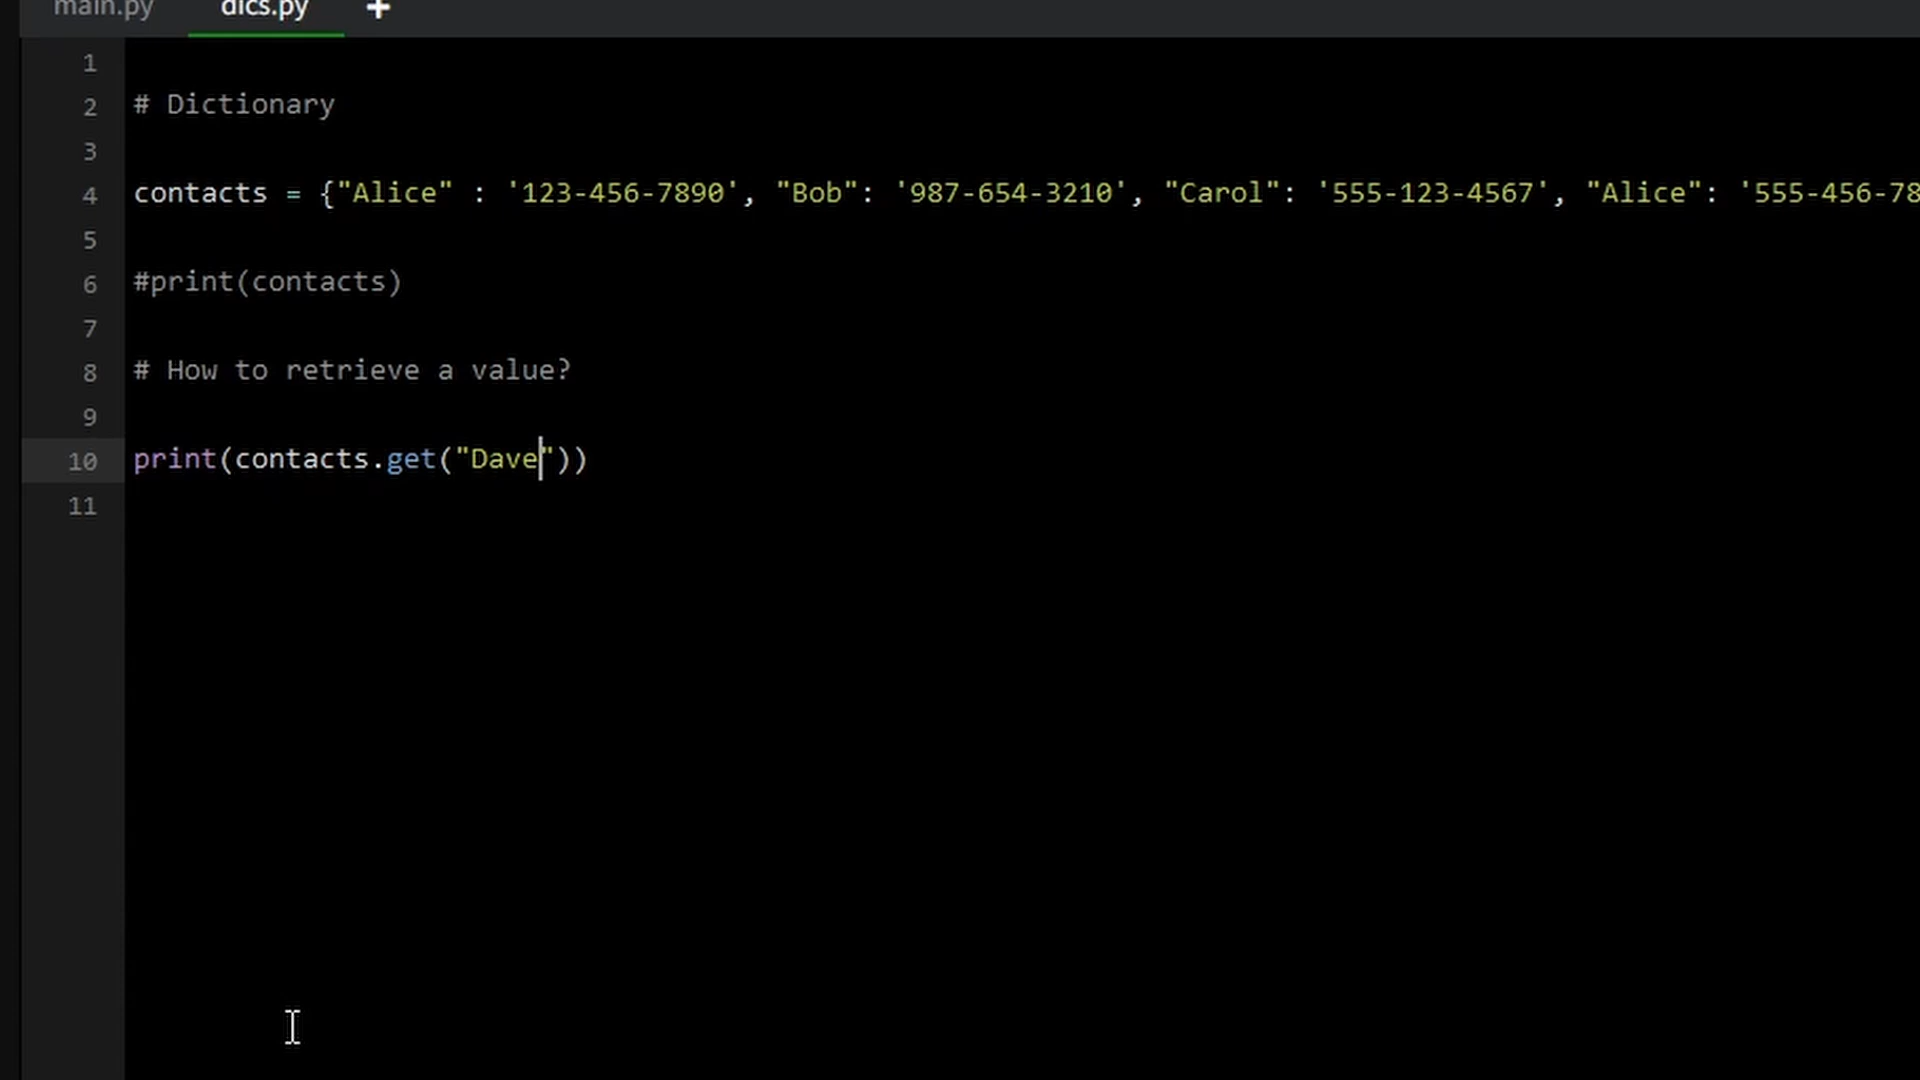 main.py dics.py +
1
2 # Dictionary
3
4 contacts = {"Alice" : '123-456-7890', "Bob": '987-654-3210', "Carol": '555-123-4567', "Alice": '555-456-78
5
6 #print(contacts)
7
8 # How to retrieve a value?
9
10 print(contacts.get("Dave"))
11